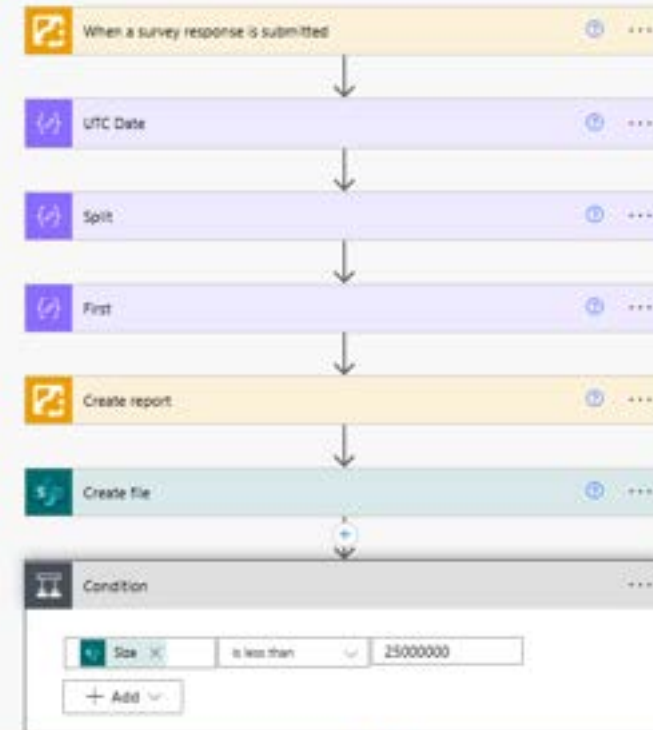 When a survey response is submitted
UTC Date
Split
First
Create report
Create file
Condition
Size is less than 25000000
Add